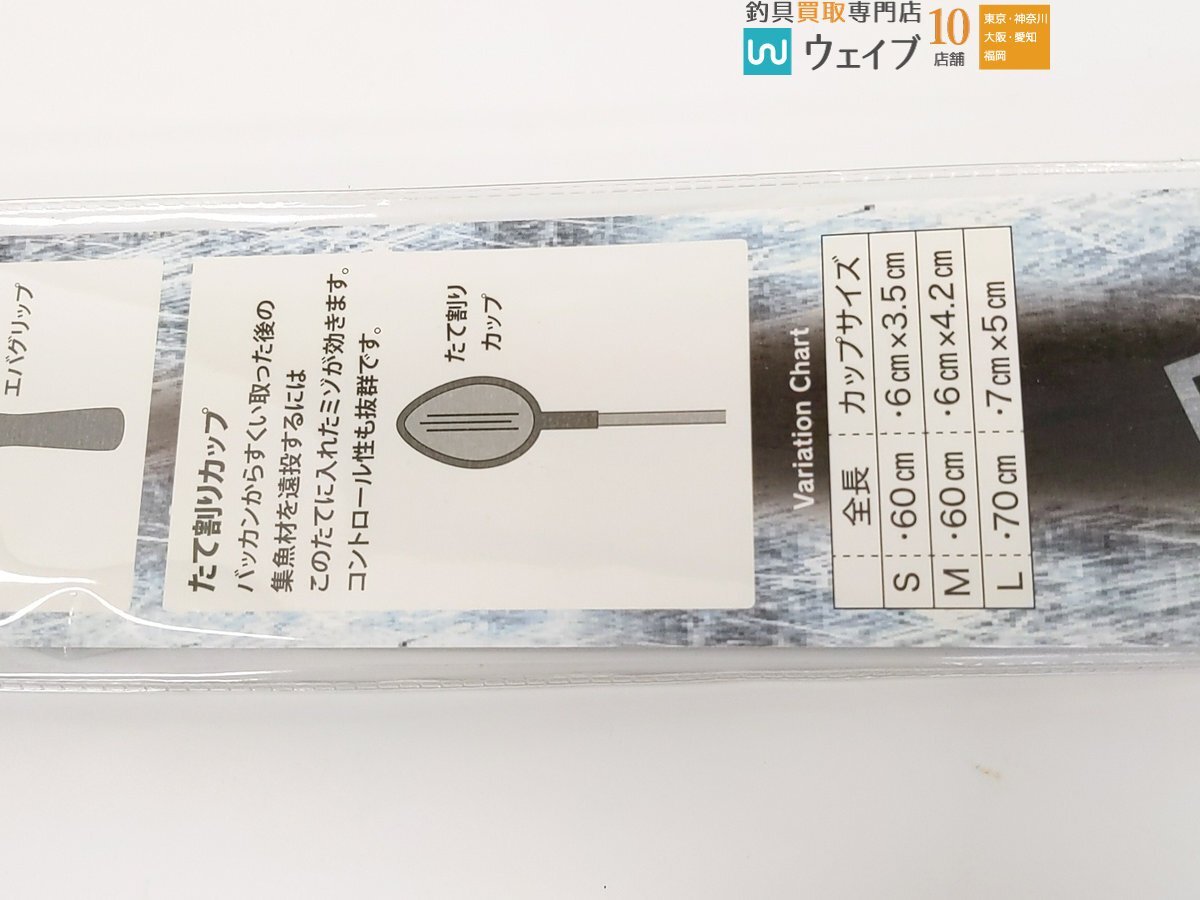 釣具買取専門店
ウェイブ
10
店舗
東京・神奈川
大阪・愛知
福岡
エバグリップ
たて割りカップ
バッカンからすくい取った後の
集魚材を遠投するには
このたてに入れたミゾが効きます。
コントロール性も抜群です。
たて割り
カップ
Variation Chart
全長 カップサイズ
S ・60cm ・6cm×3.5cm
M ・60cm ・6cm×4.2cm
L ・70cm ・7cm×5cm